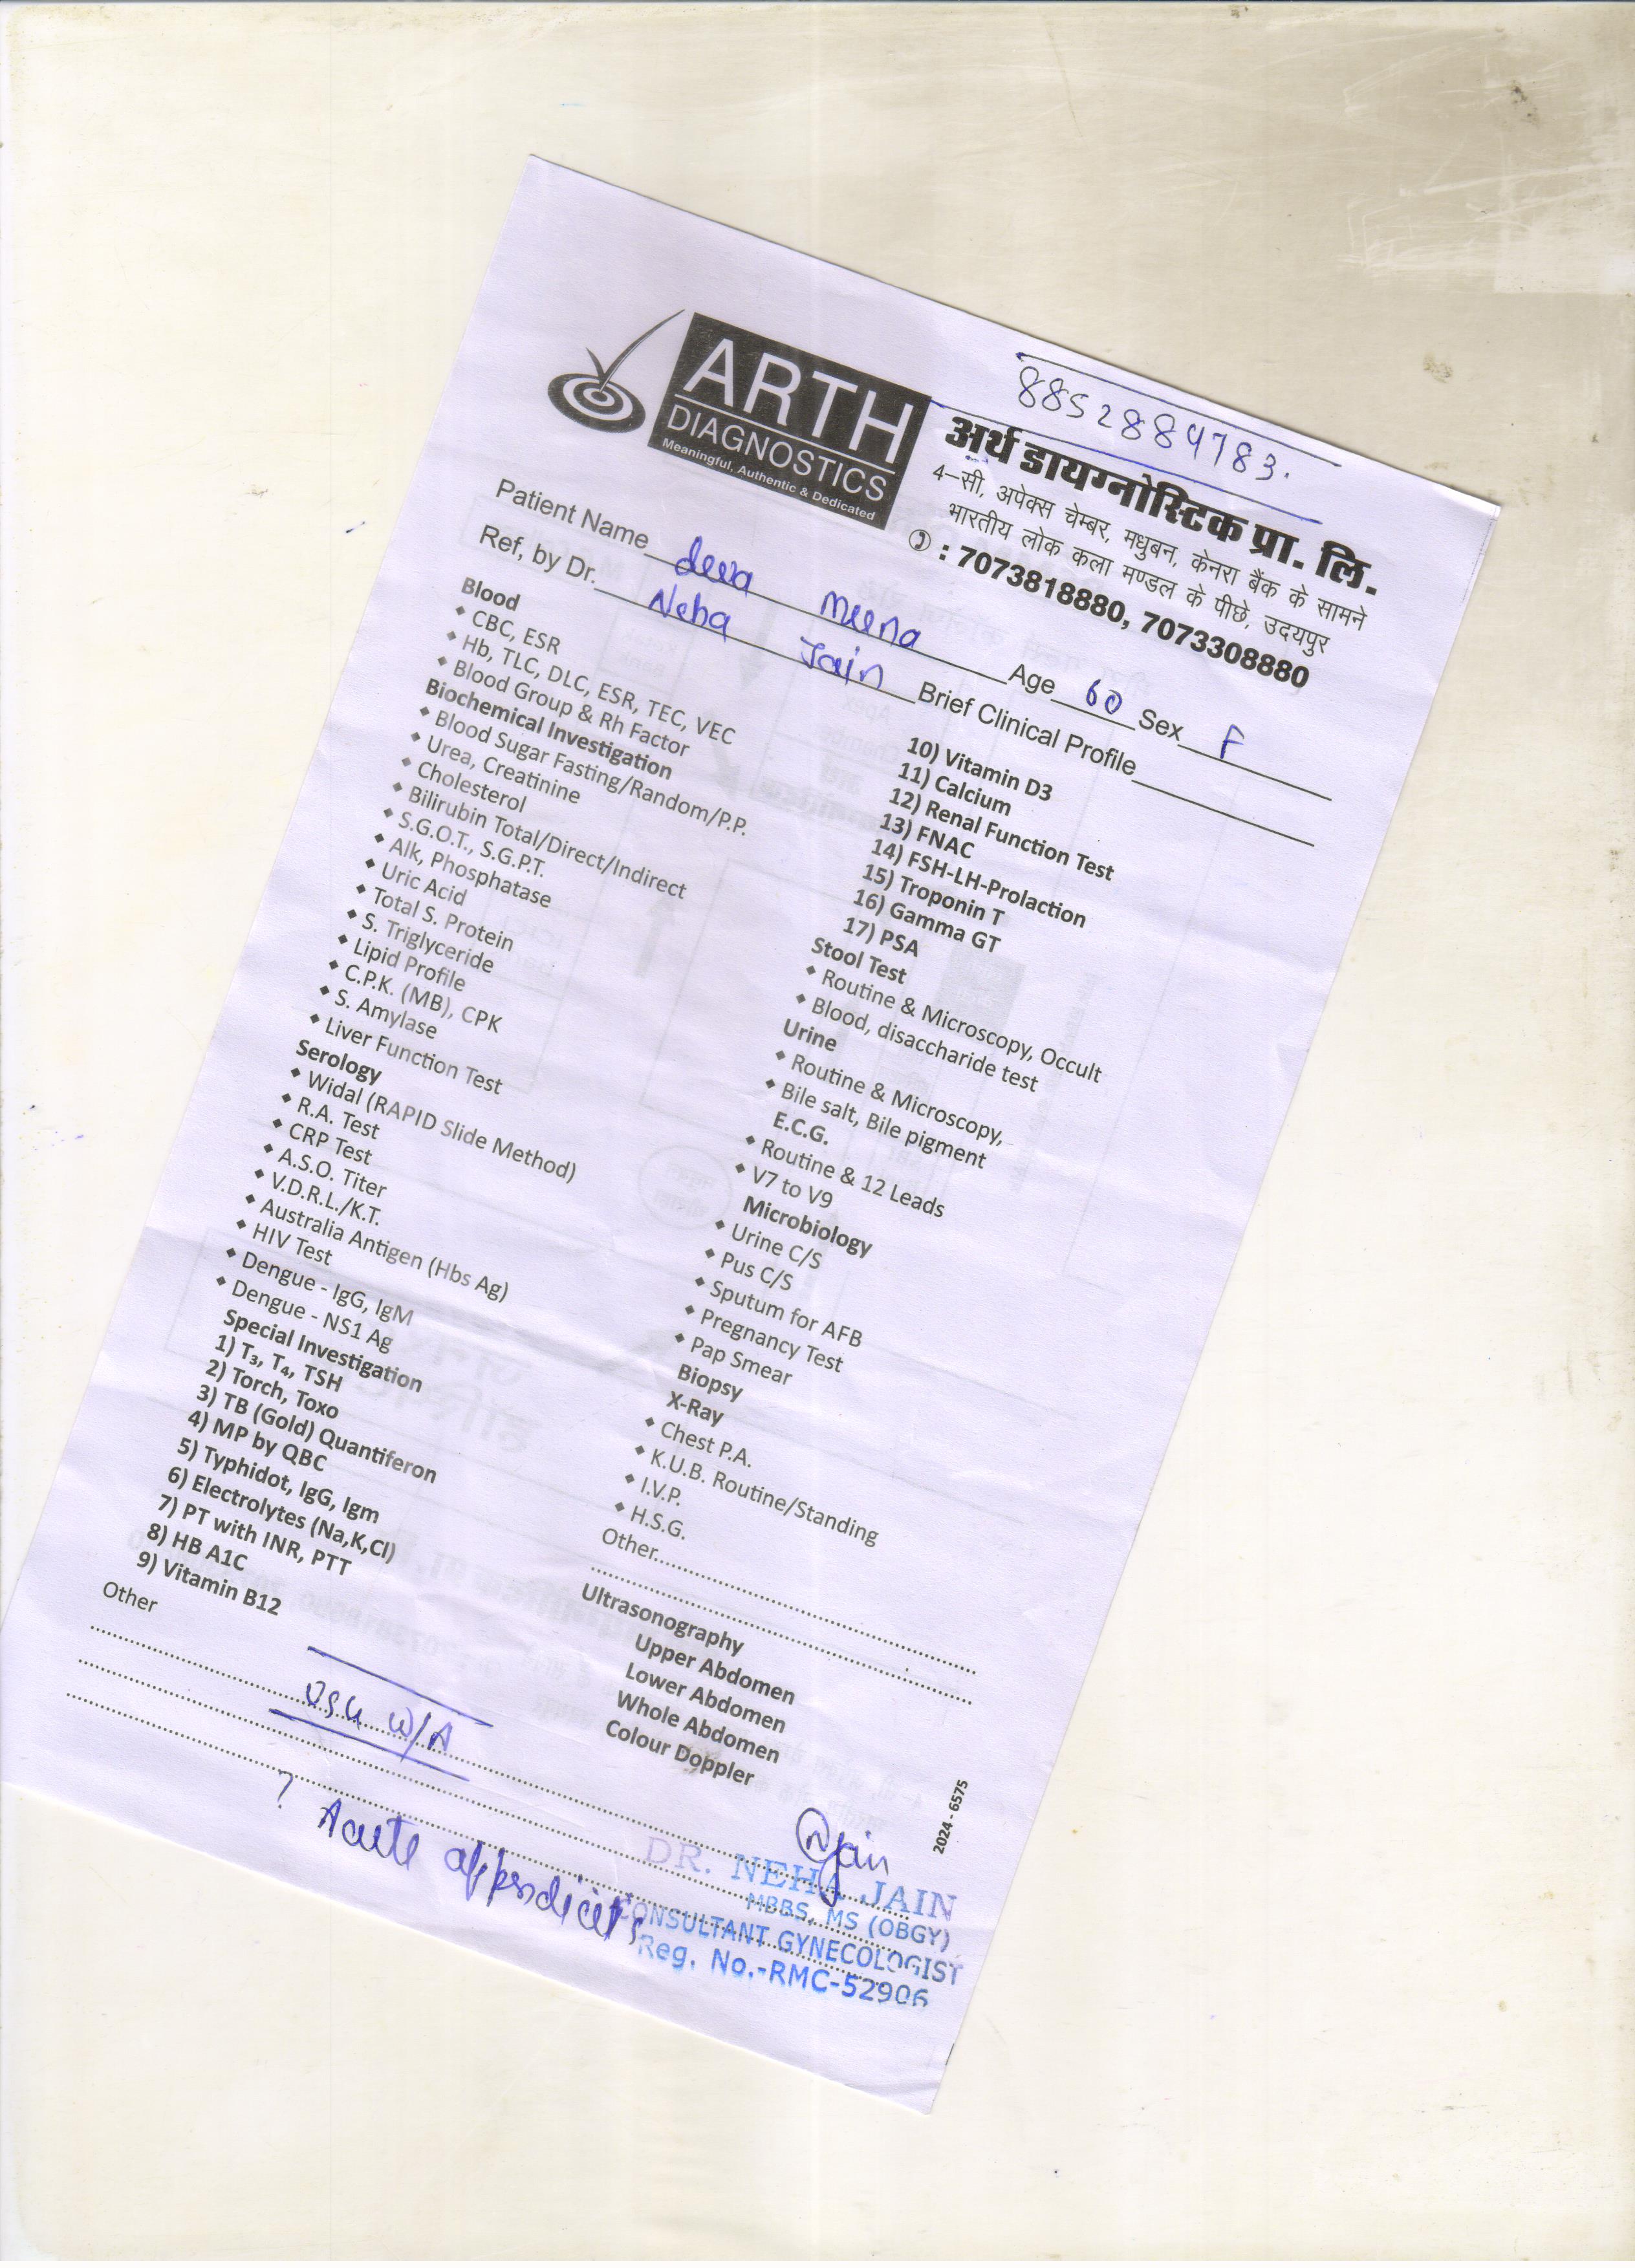 8852884783.
ARTH
DIAGNOSTICS
Meaningful, Authentic & Dedicated
अर्थ डायग्नोस्टिक प्रा. लि.
4-सी, अपेक्स चेम्बर, मधुबन, केनरा बैंक के सामने
भारतीय लोक कला मण्डल के पीछे, उदयपुर
: 7073818880, 7073308880
Patient Name deva meena Age 60 Sex F
Ref, by Dr. Neha Jain Brief Clinical Profile
Blood
CBC, ESR
Hb, TLC, DLC, ESR, TEC, VEC
Blood Group & Rh Factor
Biochemical Investigation
Blood Sugar Fasting/Random/P.P.
Urea, Creatinine
Cholesterol
Bilirubin Total/Direct/Indirect
S.G.O.T., S.G.P.T.
Alk, Phosphatase
Uric Acid
Total S. Protein
S. Triglyceride
Lipid Profile
C.P.K. (MB), CPK
S. Amylase
Liver Function Test
Serology
Widal (RAPID Slide Method)
R.A. Test
CRP Test
A.S.O. Titer
V.D.R.L./K.T.
Australia Antigen (Hbs Ag)
HIV Test
Dengue - IgG, IgM
Dengue - NS1 Ag
Special Investigation
1) T₃, T₄, TSH
2) Torch, Toxo
3) TB (Gold) Quantiferon
4) MP by QBC
5) Typhidot, IgG, Igm
6) Electrolytes (Na,K,Cl)
7) PT with INR, PTT
8) HB A1C
9) Vitamin B12
Other
10) Vitamin D3
11) Calcium
12) Renal Function Test
13) FNAC
14) FSH-LH-Prolaction
15) Troponin T
16) Gamma GT
17) PSA
Stool Test
Routine & Microscopy, Occult
Blood, disaccharide test
Urine
Routine & Microscopy,
Bile salt, Bile pigment
E.C.G.
Routine & 12 Leads
V7 to V9
Microbiology
Urine C/S
Pus C/S
Sputum for AFB
Pregnancy Test
Pap Smear
Biopsy
X-Ray
Chest P.A.
K.U.B. Routine/Standing
I.V.P.
H.S.G.
Other
Ultrasonography
Upper Abdomen
Lower Abdomen
Whole Abdomen
Colour Doppler
USG W/A
? Acute appendicitis
Njain
DR. NEHA JAIN
MBBS, MS (OBGY)
CONSULTANT GYNECOLOGIST
Reg. No.-RMC-52906
2024 - 6575